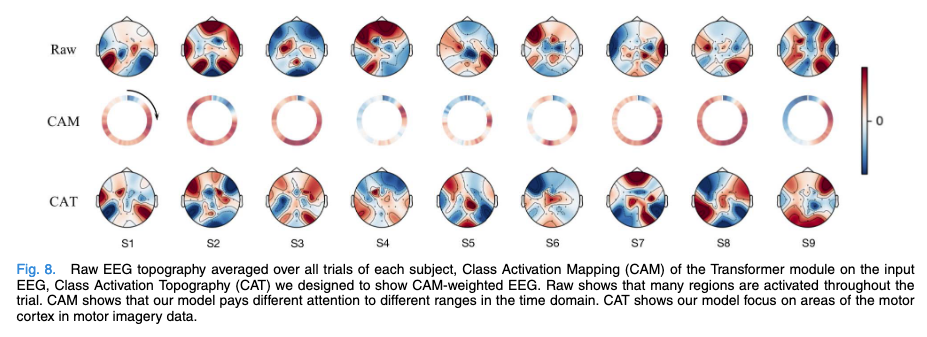 Raw
CAM
0
CAT
S1 S2 S3 S4 S5 S6 S7 S8 S9
Fig. 8. Raw EEG topography averaged over all trials of each subject, Class Activation Mapping (CAM) of the Transformer module on the input
EEG, Class Activation Topography (CAT) we designed to show CAM-weighted EEG. Raw shows that many regions are activated throughout the
trial. CAM shows that our model pays different attention to different ranges in the time domain. CAT shows our model focus on areas of the motor
cortex in motor imagery data.